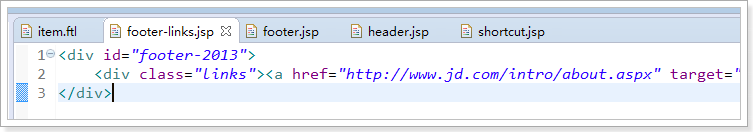 item.ftl footer-links.jsp footer.jsp header.jsp shortcut.jsp
1 <div id="footer-2013">
2 <div class="links"><a href="http://www.jd.com/intro/about.aspx" target="
3 </div>